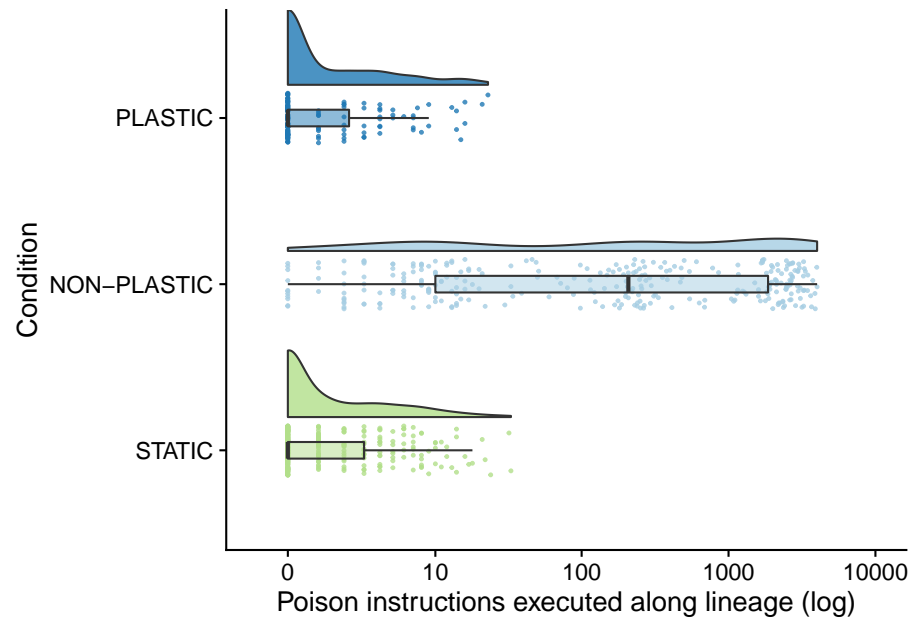 Condition
PLASTIC
NON−PLASTIC
STATIC
0 10 100 1000 10000
Poison instructions executed along lineage (log)